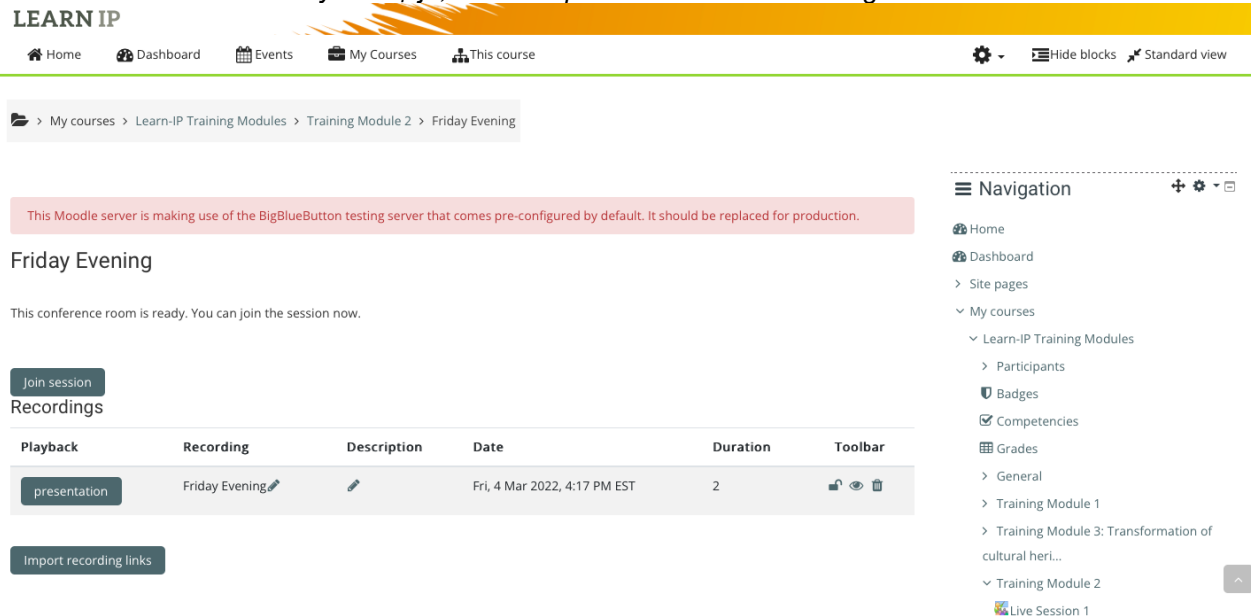 LEARN IP
Home Dashboard Events My Courses This course Hide blocks Standard view
> My courses > Learn-IP Training Modules > Training Module 2 > Friday Evening
This Moodle server is making use of the BigBlueButton testing server that comes pre-configured by default. It should be replaced for production.
Friday Evening
This conference room is ready. You can join the session now.
Join session
Recordings
Playback Recording Description Date Duration Toolbar
presentation Friday Evening Fri, 4 Mar 2022, 4:17 PM EST 2
Import recording links
Navigation
Home
Dashboard
Site pages
My courses
Learn-IP Training Modules
Participants
Badges
Competencies
Grades
General
Training Module 1
Training Module 3: Transformation of
cultural heri...
Training Module 2
Live Session 1